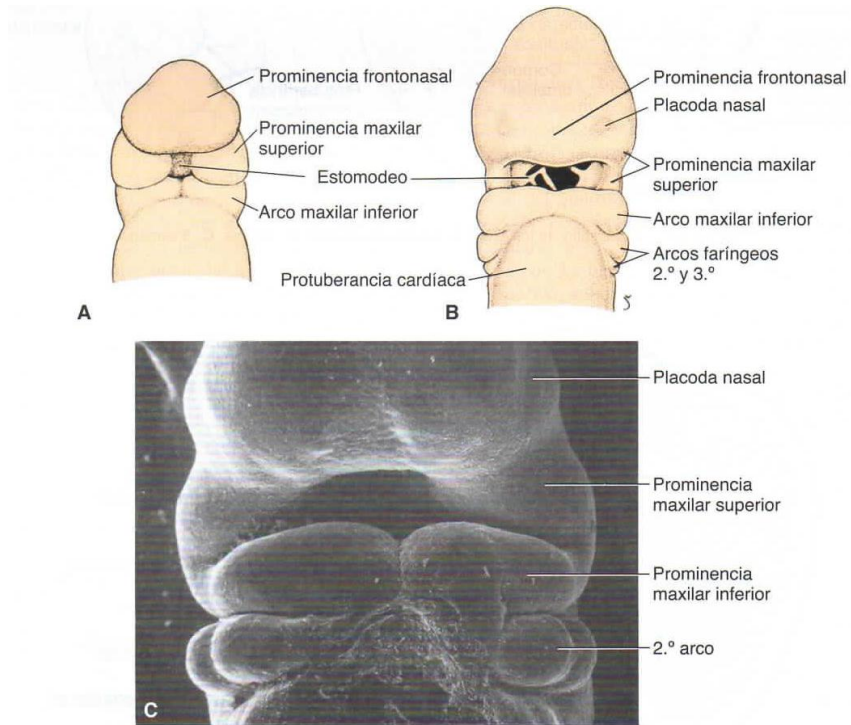 Prominencia frontonasal
Prominencia maxilar
superior
Estomodeo
Arco maxilar inferior
Protuberancia cardíaca
A
Prominencia frontonasal
Placoda nasal
Prominencia maxilar
superior
Arco maxilar inferior
Arcos faríngeos
2.º y 3.º
B
Placoda nasal
Prominencia
maxilar superior
Prominencia
maxilar inferior
2.º arco
C